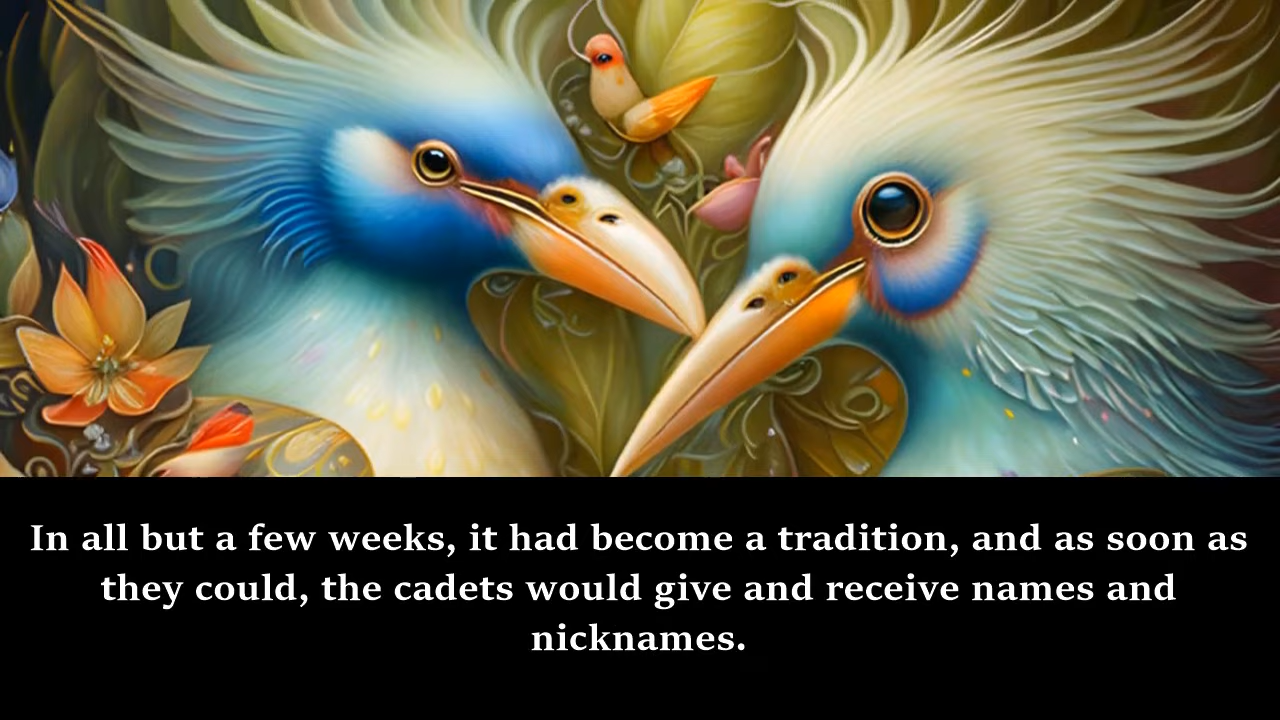 In all but a few weeks, it had become a tradition, and as soon as
they could, the cadets would give and receive names and
nicknames.